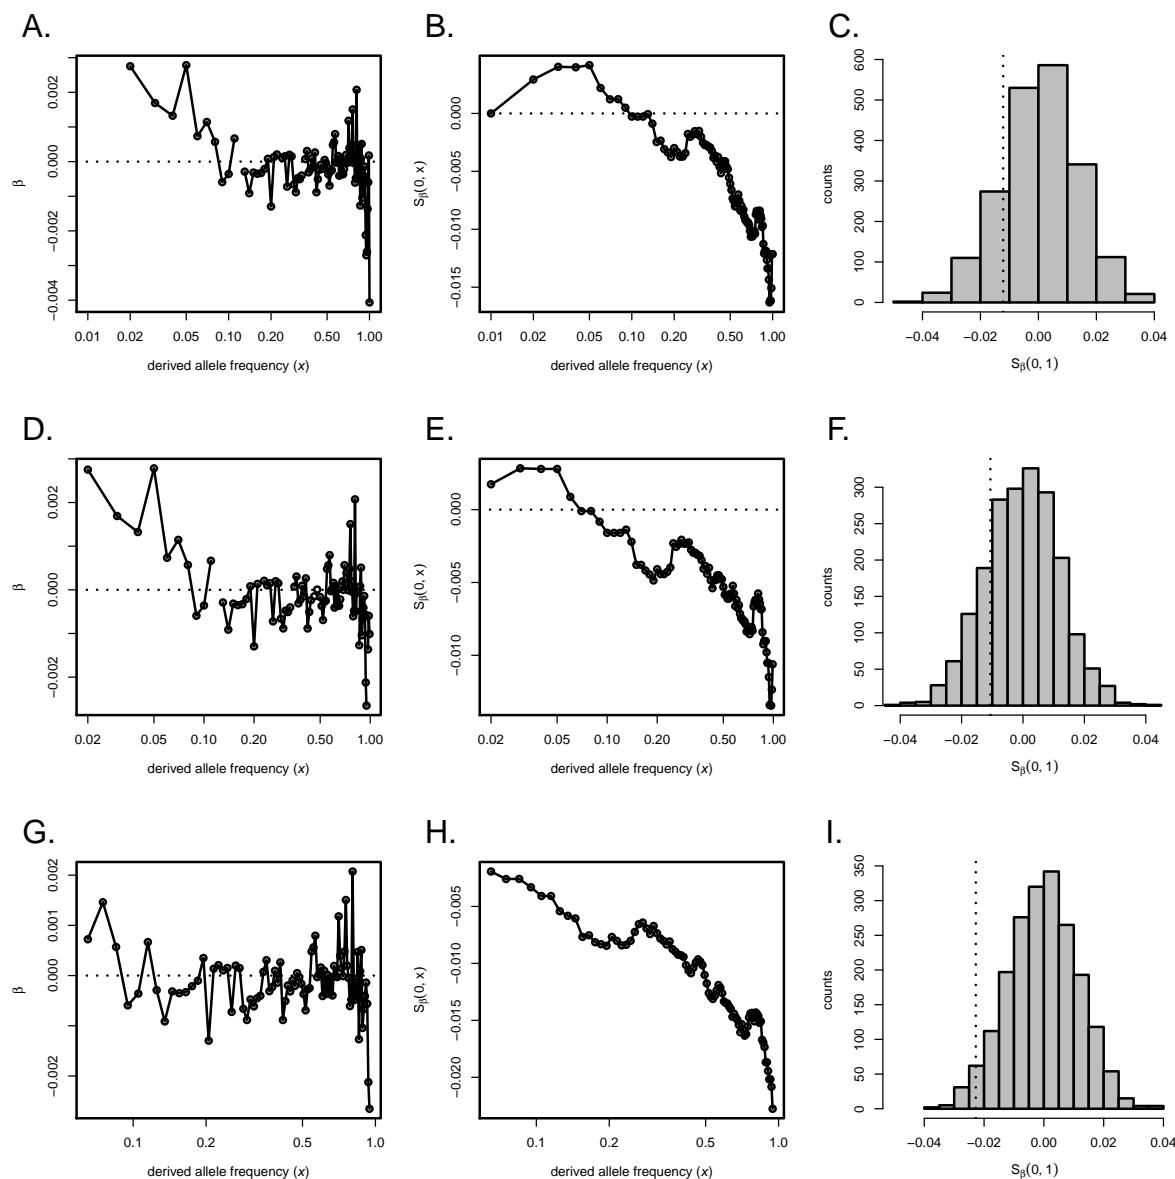 A.
B.
C.
β
−0.004 −0.002 0.000 0.002
0.01 0.02 0.05 0.10 0.20 0.50 1.00
derived allele frequency (x)
Sβ(0, x)
−0.015 −0.010 −0.005 0.000
0.01 0.02 0.05 0.10 0.20 0.50 1.00
derived allele frequency (x)
counts
0 100 200 300 400 500 600
−0.04 −0.02 0.00 0.02 0.04
Sβ(0, 1)
D.
E.
F.
β
−0.002 0.000 0.002
0.02 0.05 0.10 0.20 0.50 1.00
derived allele frequency (x)
Sβ(0, x)
−0.010 −0.005 0.000
0.02 0.05 0.10 0.20 0.50 1.00
derived allele frequency (x)
counts
0 50 100 150 200 250 300
−0.04 −0.02 0.00 0.02 0.04
Sβ(0, 1)
G.
H.
I.
β
−0.002 0.000 0.001 0.002
0.1 0.2 0.5 1.0
derived allele frequency (x)
Sβ(0, x)
−0.020 −0.015 −0.010 −0.005
0.1 0.2 0.5 1.0
derived allele frequency (x)
counts
0 50 100 150 200 250 300 350
−0.04 −0.02 0.00 0.02 0.04
Sβ(0, 1)